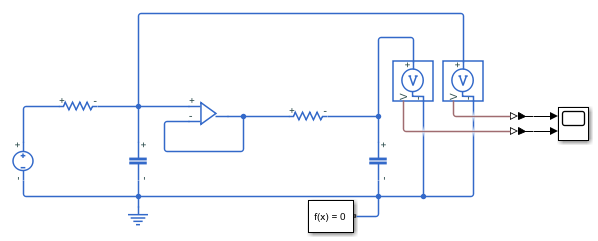 + -
+ -
+ -
+ -
+ -
+ -
+ V V
+ V V
f(x) = 0